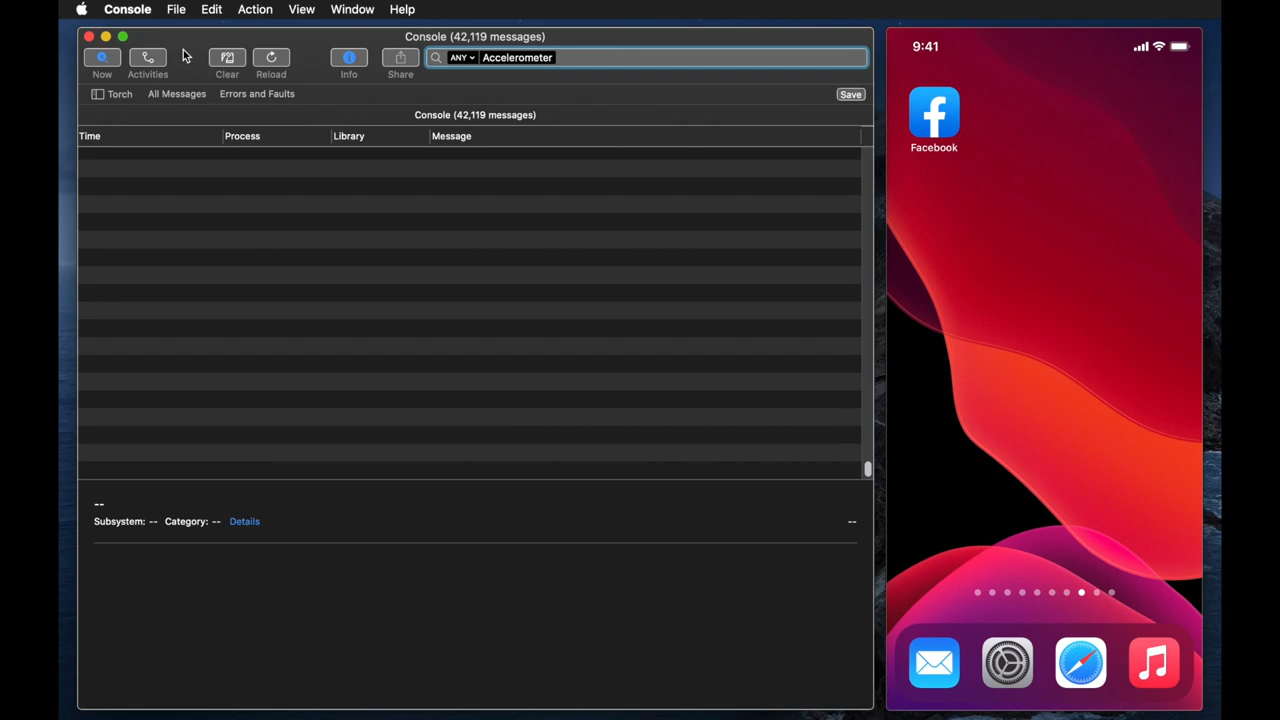 Console File Edit Action View Window Help
Console (42,119 messages)
ANY Accelerometer
Now Activities Clear Reload Info Share
Torch All Messages Errors and Faults Save
Console (42,119 messages)
Time Process Library Message
--
Subsystem: -- Category: -- Details --
9:41
Facebook